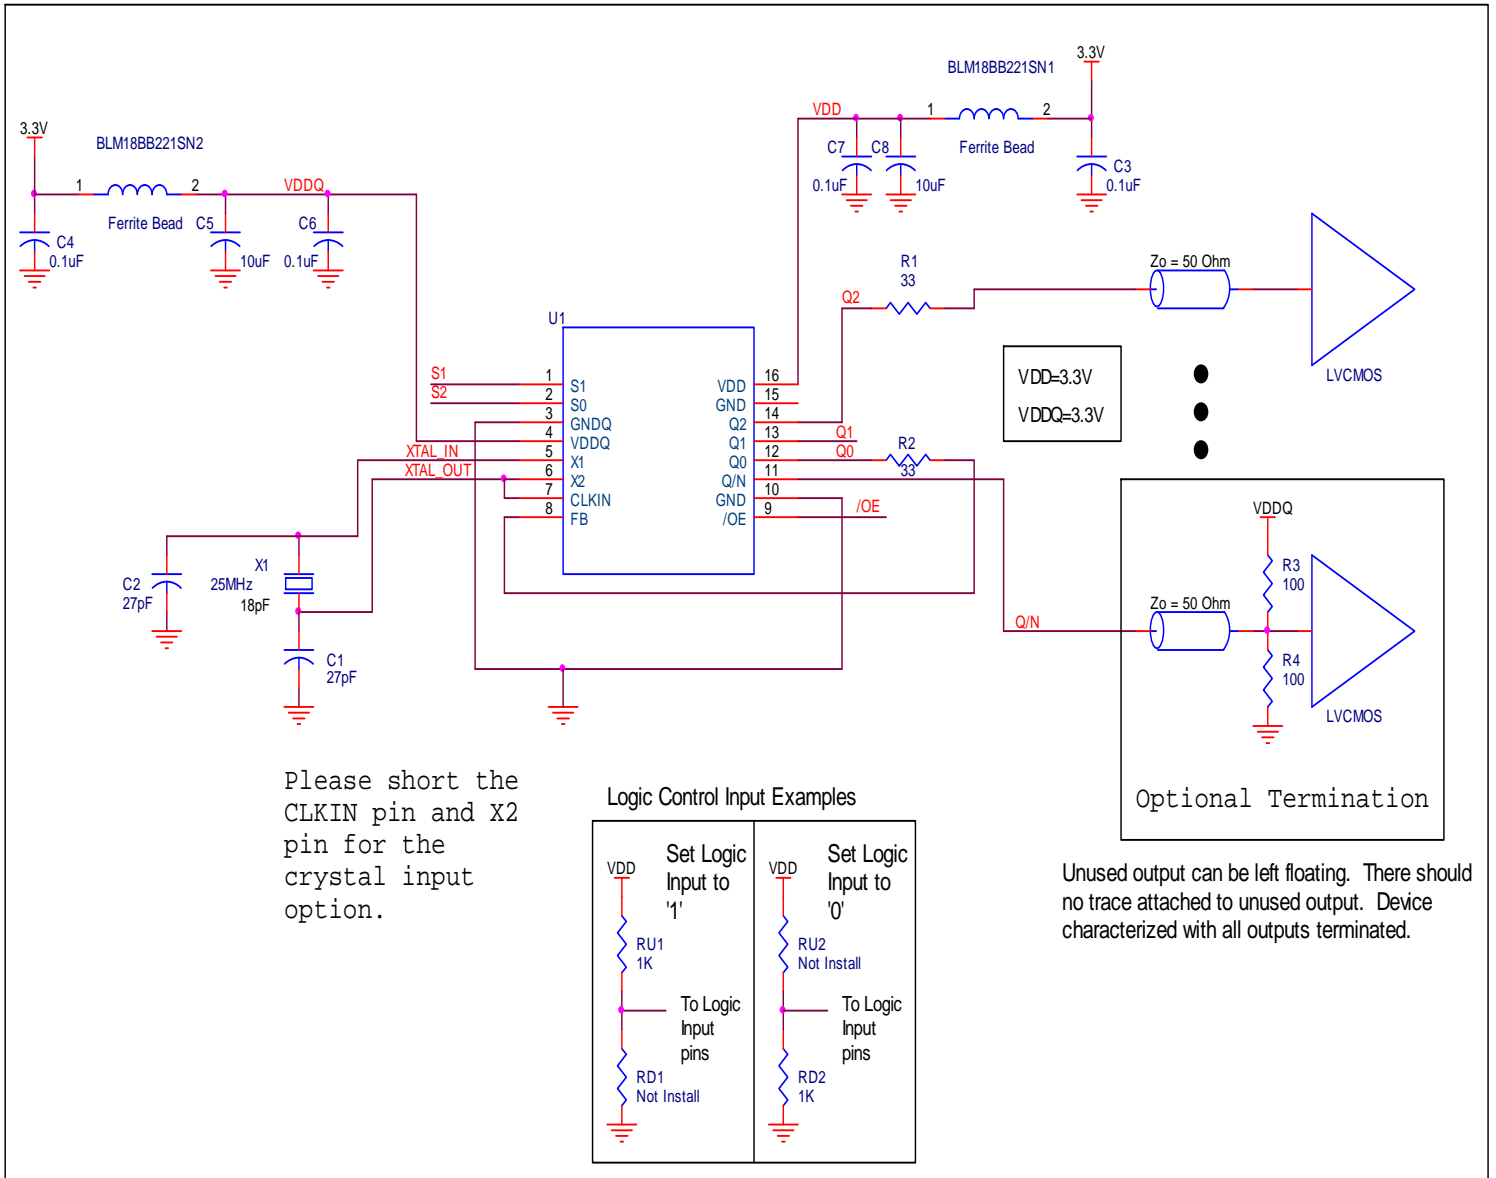 3.3V
BLM18BB221SN1
VDD
1
2
C7
C8
Ferrite Bead
C3
0.1uF
10uF
0.1uF
3.3V
BLM18BB221SN2
1
2
VDDQ
Ferrite Bead
C5
C6
C4
0.1uF
10uF
0.1uF
R1
33
Q2
Zo = 50 Ohm
LVCMOS
VDD=3.3V
VDDQ=3.3V
U1
S1
S2
XTAL_IN
XTAL_OUT
1
2
3
4
5
6
7
8
S1
S0
GNDQ
VDDQ
X1
X2
CLKIN
FB
VDD
GND
Q2
Q1
Q0
Q/N
GND
/OE
16
15
14
13
12
11
10
9
Q1
Q0
R2
33
/OE
C2
27pF
X1
25MHz
18pF
C1
27pF
Q/N
VDDQ
R3
100
Zo = 50 Ohm
R4
100
LVCMOS
Optional Termination
Please short the
CLKIN pin and X2
pin for the
crystal input
option.
Logic Control Input Examples
Set Logic
Input to
'1'
VDD
RU1
1K
To Logic
Input
pins
RD1
Not Install
Set Logic
Input to
'0'
VDD
RU2
Not Install
To Logic
Input
pins
RD2
1K
Unused output can be left floating. There should
no trace attached to unused output. Device
characterized with all outputs terminated.